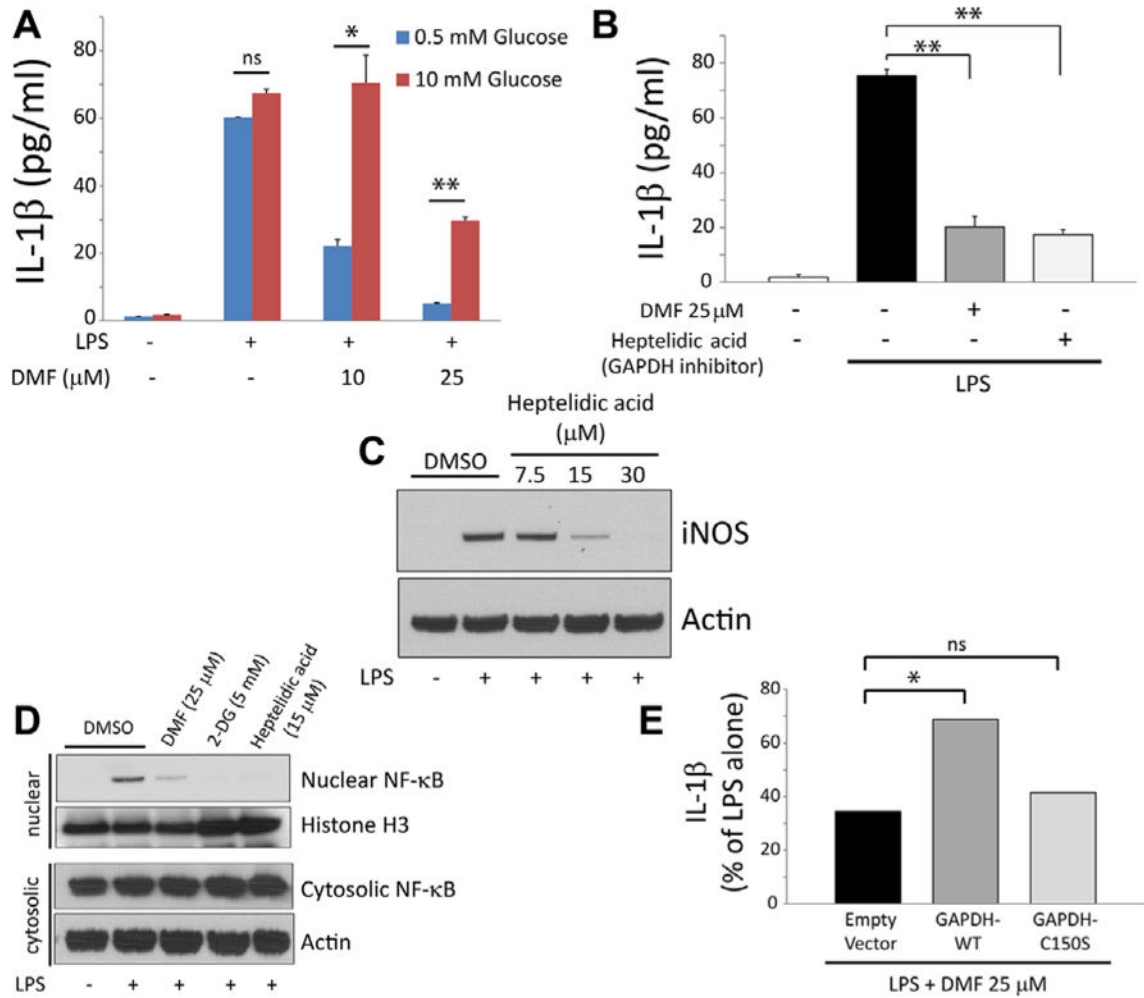 A
IL-1β (pg/ml)
80
60
40
20
0
ns
*
**
0.5 mM Glucose
10 mM Glucose
LPS - + + +
DMF (μM) - - 10 25
B
IL-1β (pg/ml)
80
60
40
20
0
**
**
DMF 25 μM - - + -
Heptelidic acid - - - +
(GAPDH inhibitor)
LPS
C
Heptelidic acid
(μM)
DMSO 7.5 15 30
iNOS
Actin
LPS - + + + +
D
DMSO
DMF (25 μM)
2-DG (5 mM)
Heptelidic acid
(15 μM)
nuclear
Nuclear NF-κB
Histone H3
cytosolic
Cytosolic NF-κB
Actin
LPS - + + + +
E
IL-1β
(% of LPS alone)
80
60
40
20
0
ns
*
Empty
Vector
GAPDH-
WT
GAPDH-
C150S
LPS + DMF 25 μM